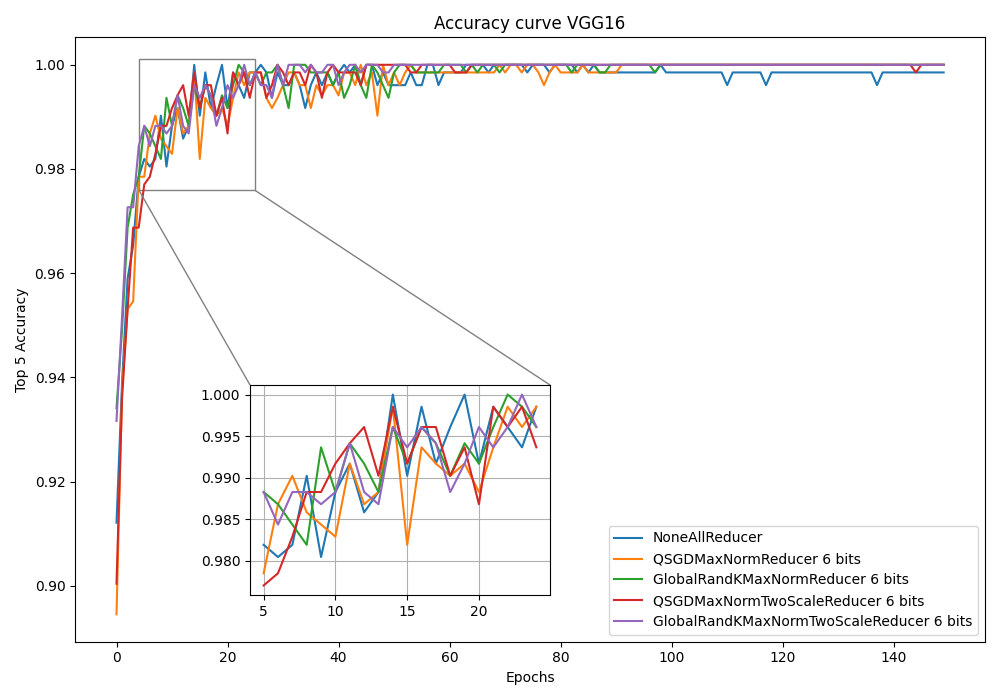 Accuracy curve VGG16
Top 5 Accuracy
1.00
0.98
0.96
0.94
0.92
0.90
1.000
0.995
0.990
0.985
0.980
5 10 15 20
NoneAllReducer
QSGDMaxNormReducer 6 bits
GlobalRandKMaxNormReducer 6 bits
QSGDMaxNormTwoScaleReducer 6 bits
GlobalRandKMaxNormTwoScaleReducer 6 bits
0 20 40 60 80 100 120 140
Epochs